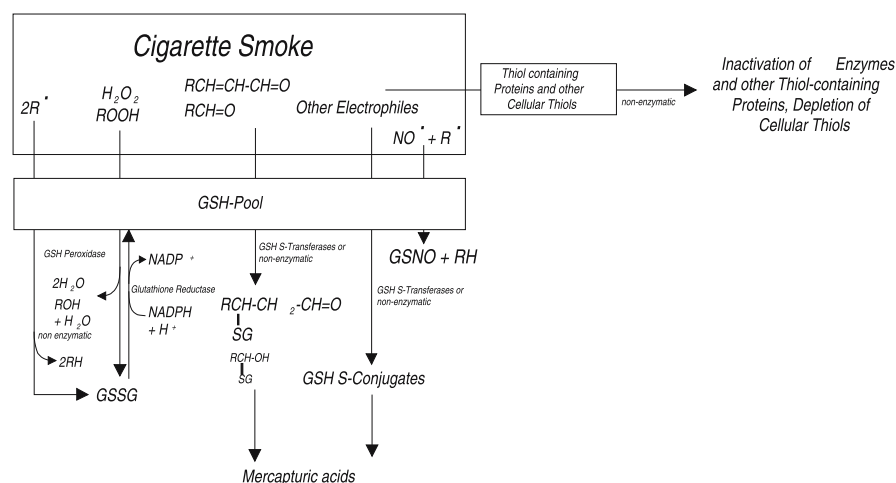 Cigarette Smoke
2R•
H2O2
ROOH
RCH=CH-CH=O
RCH=O
Other Electrophiles
NO• + R•
Thiol containing
Proteins and other
Cellular Thiols
non-enzymatic
Inactivation of Enzymes
and other Thiol-containing
Proteins, Depletion of
Cellular Thiols
GSH-Pool
GSH Peroxidase
2H2O
ROH
+ H2O
non enzymatic
2RH
GSSG
NADP +
Glutathione Reductase
NADPH
+ H+
GSH S-Transferases or
non-enzymatic
RCH-CH 2-CH=O
SG
RCH-OH
SG
GSH S-Transferases or
non-enzymatic
GSNO + RH
GSH S-Conjugates
Mercapturic acids